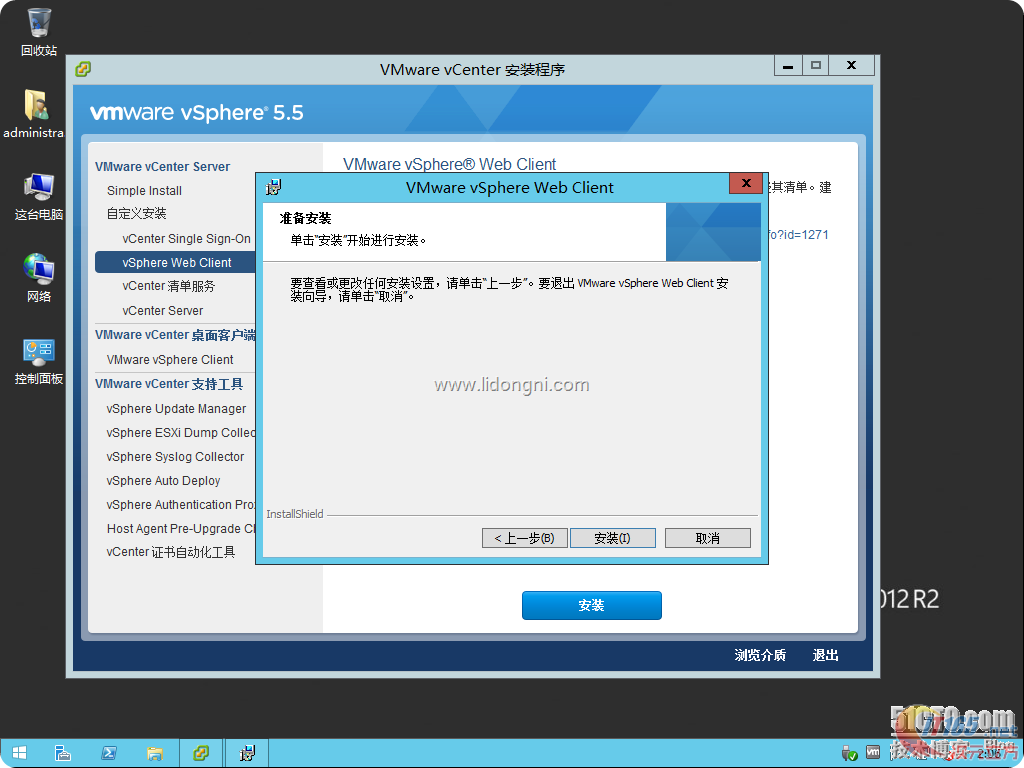 回收站
administra
这台电脑
网络
控制面板
VMware vCenter 安装程序
vmware vSphere® 5.5
VMware vCenter Server
Simple Install
自定义安装
vCenter Single Sign-On
vSphere Web Client
vCenter 清单服务
vCenter Server
VMware vCenter 桌面客户端
VMware vSphere Client
VMware vCenter 支持工具
vSphere Update Manager
vSphere ESXi Dump Collec
vSphere Syslog Collector
vSphere Auto Deploy
vSphere Authentication Pro
Host Agent Pre-Upgrade C
vCenter 证书自动化工具
VMware vSphere® Web Client
其清单。建
fo?id=1271
VMware vSphere Web Client
准备安装
单击“安装”开始进行安装。
要查看或更改任何安装设置，请单击“上一步”。要退出 VMware vSphere Web Client 安
装向导，请单击“取消”。
www.lidongni.com
InstallShield
< 上一步(B)
安装(I)
取消
安装
浏览介质
退出
012 R2
51CTO.com
技术博客
Blog
vm